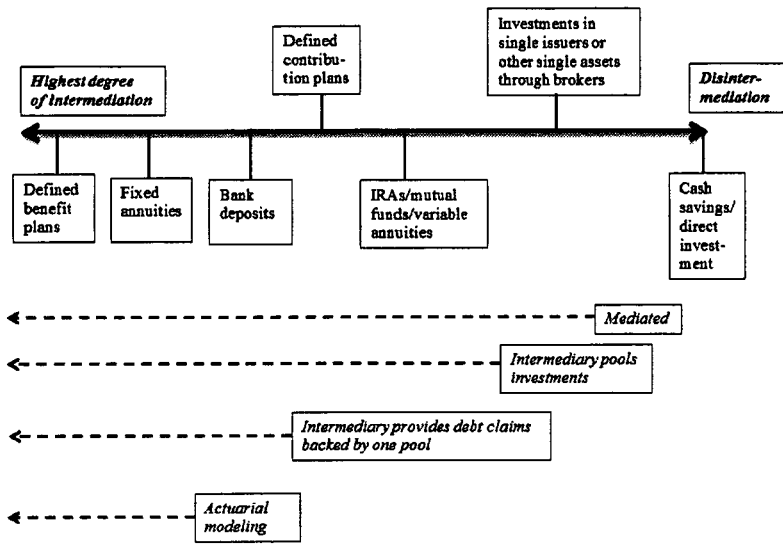 Defined
contribu-
tion plans
Investments in
single issuers or
other single assets
through brokers
Highest degree
of intermediation
Disinter-
mediation
Defined
benefit
plans
Fixed
annuities
Bank
deposits
IRAs/mutual
funds/variable
annuities
Cash
savings/
direct
invest-
ment
Mediated
Intermediary pools
investments
Intermediary provides debt claims
backed by one pool
Actuarial
modeling